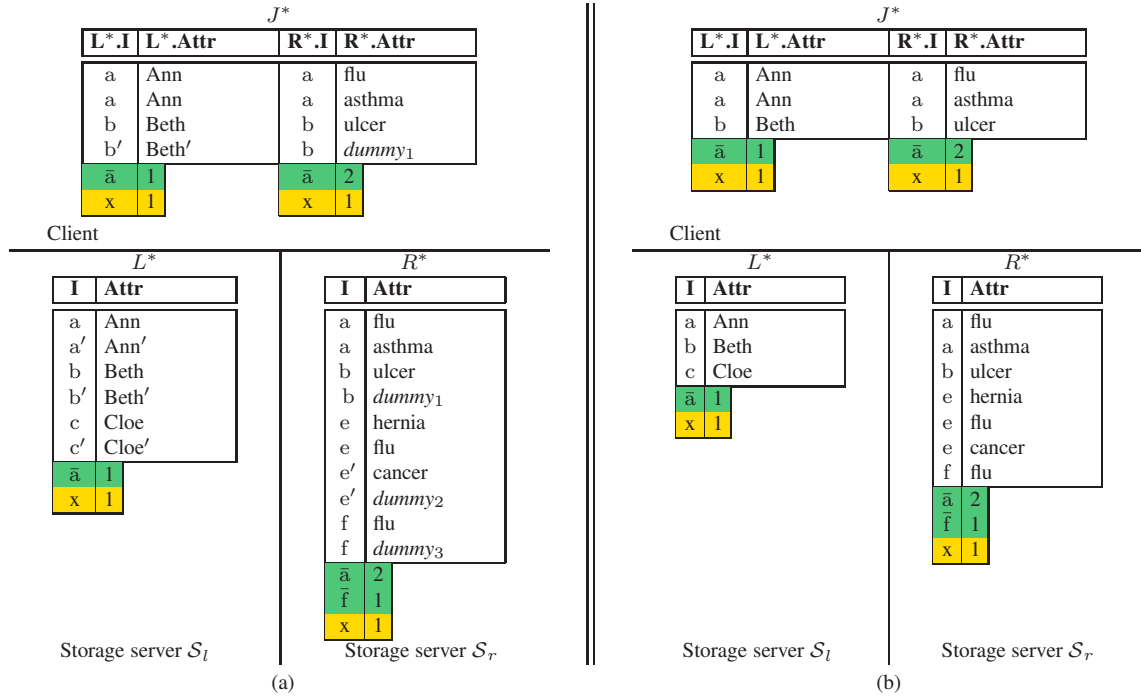 J*
L*.I L*.Attr R*.I R*.Attr
a Ann a flu
a Ann a asthma
b Beth b ulcer
b′ Beth′ b dummy₁
ā 1 ā 2
x 1 x 1
Client
L*
I Attr
a Ann
a′ Ann′
b Beth
b′ Beth′
c Cloe
c′ Cloe′
ā 1
x 1
Storage server 𝒮l
R*
I Attr
a flu
a asthma
b ulcer
b dummy₁
e hernia
e flu
e′ cancer
e′ dummy₂
f flu
f dummy₃
ā 2
f̄ 1
x 1
Storage server 𝒮r
(a)
J*
L*.I L*.Attr R*.I R*.Attr
a Ann a flu
a Ann a asthma
b Beth b ulcer
ā 1 ā 2
x 1 x 1
Client
L*
I Attr
a Ann
b Beth
c Cloe
ā 1
x 1
Storage server 𝒮l
R*
I Attr
a flu
a asthma
b ulcer
e hernia
e flu
e cancer
f flu
ā 2
f̄ 1
x 1
Storage server 𝒮r
(b)